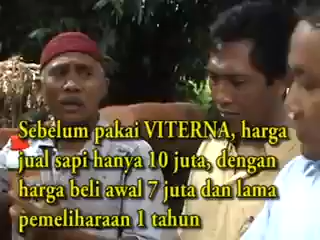 Sebelum pakai VITERNA, harga
jual sapi hanya 10 juta, dengan
harga beli awal 7 juta dan lama
pemeliharaan 1 tahun